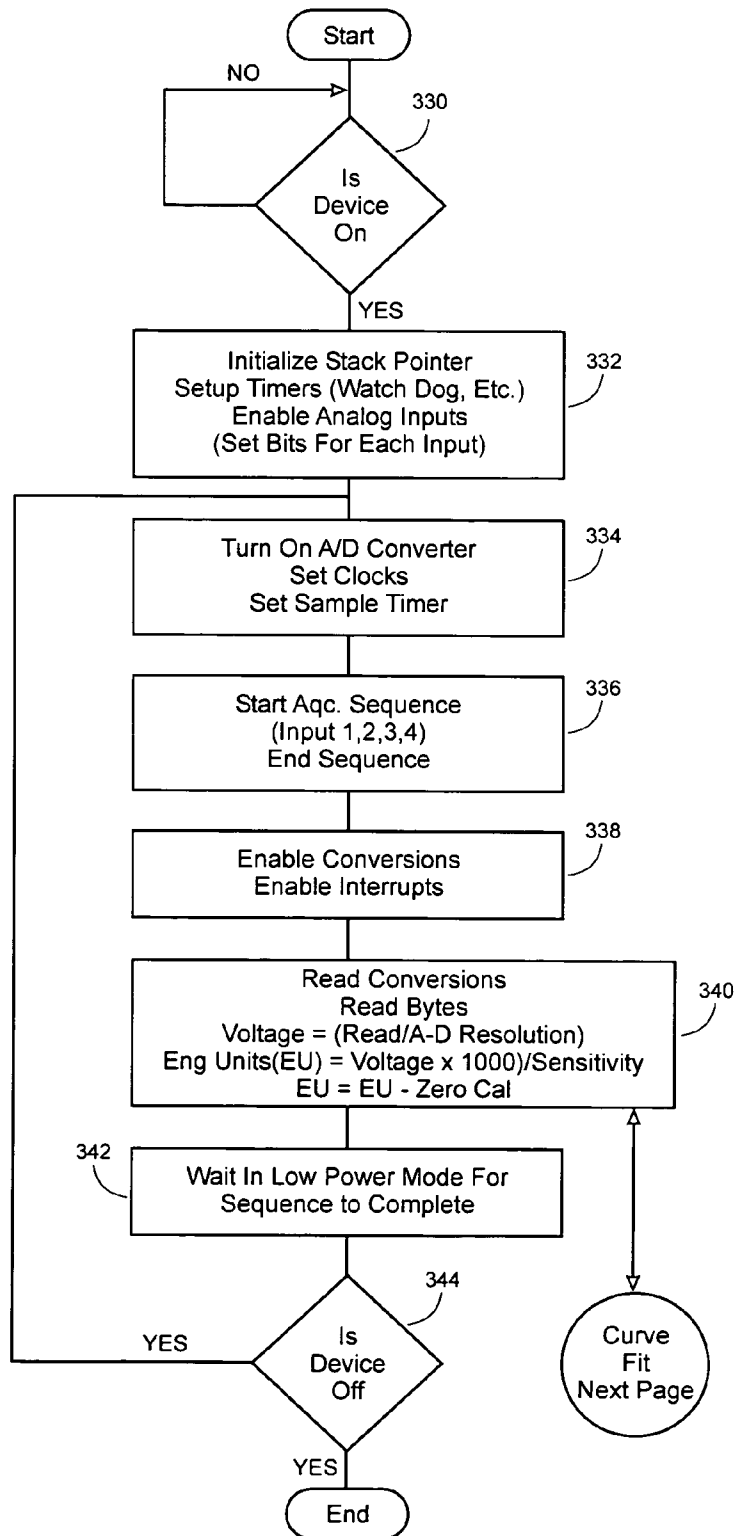 Start
NO
330
Is
Device
On
YES
Initialize Stack Pointer
Setup Timers (Watch Dog, Etc.)
Enable Analog Inputs
(Set Bits For Each Input)
332
Turn On A/D Converter
Set Clocks
Set Sample Timer
334
Start Aqc. Sequence
(Input 1,2,3,4)
End Sequence
336
Enable Conversions
Enable Interrupts
338
Read Conversions
Read Bytes
Voltage = (Read/A-D Resolution)
Eng Units(EU) = Voltage x 1000)/Sensitivity
EU = EU - Zero Cal
340
342
Wait In Low Power Mode For
Sequence to Complete
344
Is
Device
Off
YES
YES
Curve
Fit
Next Page
End